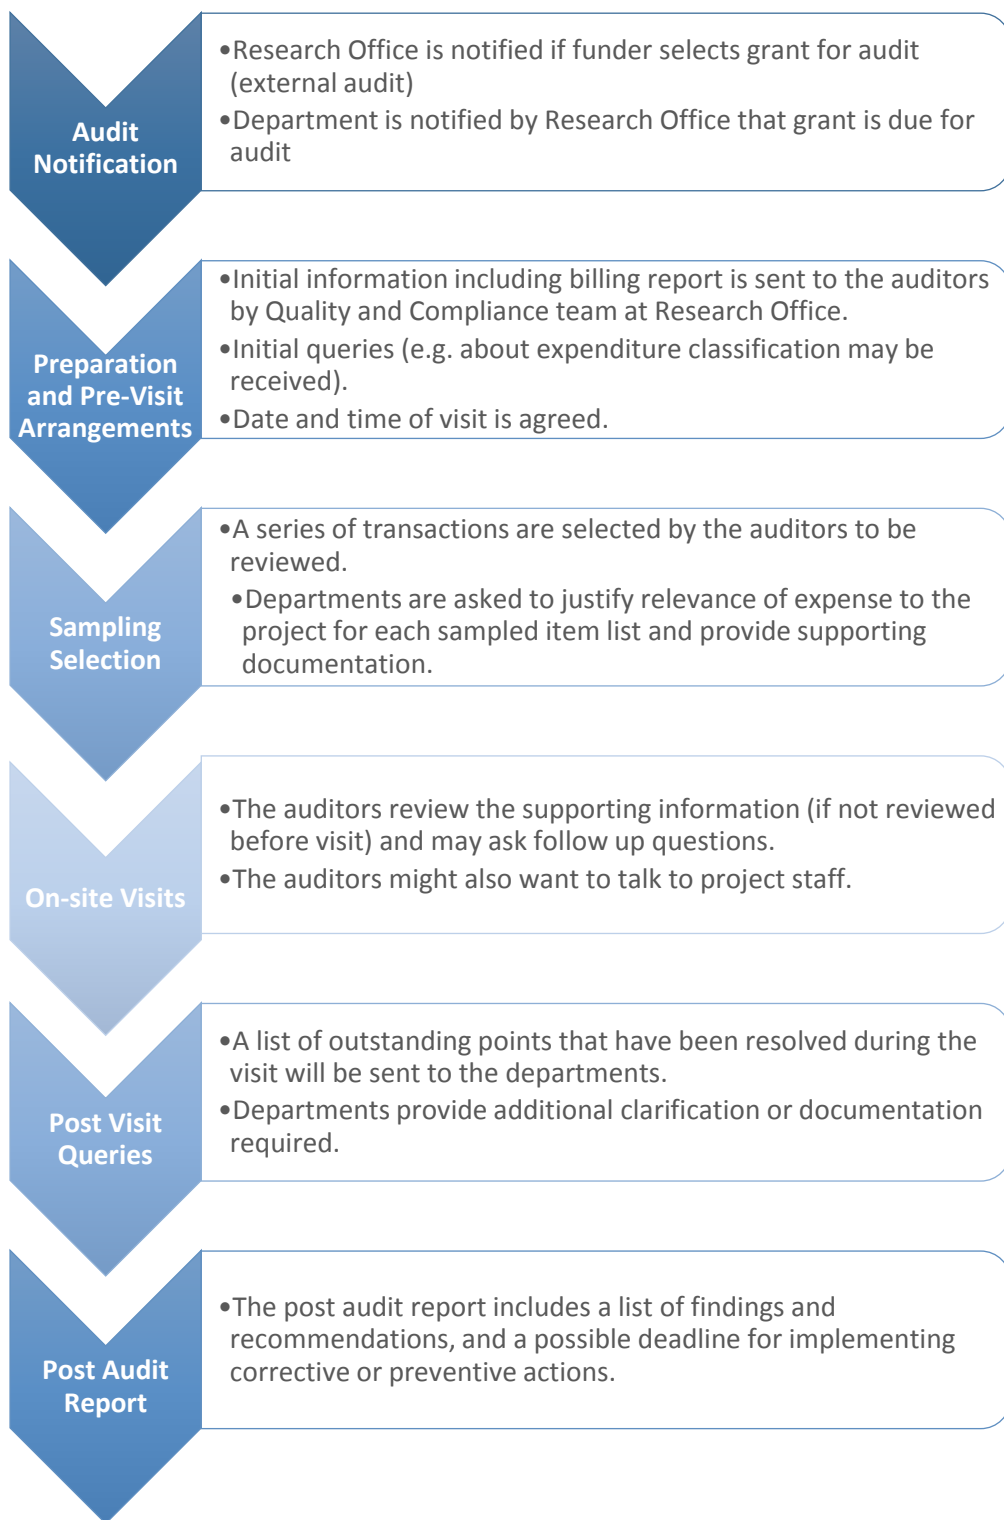 Audit
Notification
•Research Office is notified if funder selects grant for audit
(external audit)
•Department is notified by Research Office that grant is due for
audit
Preparation
and Pre-Visit
Arrangements
•Initial information including billing report is sent to the auditors
by Quality and Compliance team at Research Office.
•Initial queries (e.g. about expenditure classification may be
received).
•Date and time of visit is agreed.
Sampling
Selection
•A series of transactions are selected by the auditors to be
reviewed.
•Departments are asked to justify relevance of expense to the
project for each sampled item list and provide supporting
documentation.
On-site Visits
•The auditors review the supporting information (if not reviewed
before visit) and may ask follow up questions.
•The auditors might also want to talk to project staff.
Post Visit
Queries
•A list of outstanding points that have been resolved during the
visit will be sent to the departments.
•Departments provide additional clarification or documentation
required.
Post Audit
Report
•The post audit report includes a list of findings and
recommendations, and a possible deadline for implementing
corrective or preventive actions.